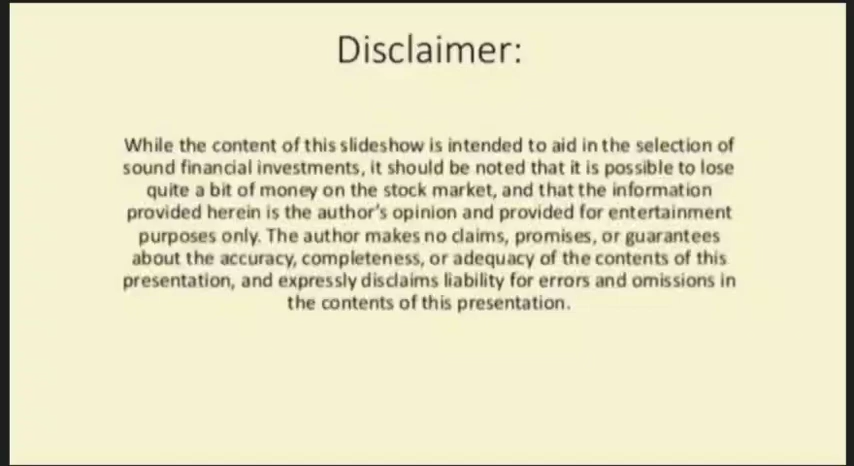 Disclaimer:
While the content of this slideshow is intended to aid in the selection of
sound financial investments, it should be noted that it is possible to lose
quite a bit of money on the stock market, and that the information
provided herein is the author's opinion and provided for entertainment
purposes only. The author makes no claims, promises, or guarantees
about the accuracy, completeness, or adequacy of the contents of this
presentation, and expressly disclaims liability for errors and omissions in
the contents of this presentation.